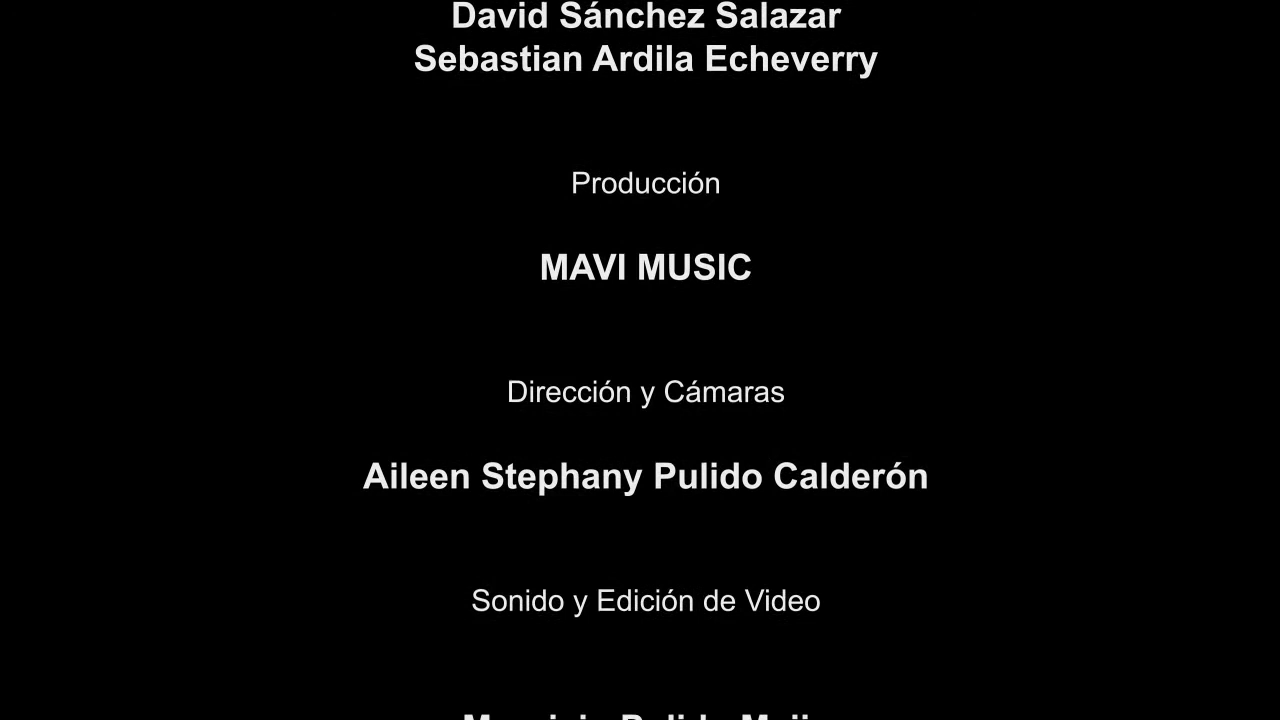 David Sánchez Salazar
Sebastian Ardila Echeverry
Producción
MAVI MUSIC
Dirección y Cámaras
Aileen Stephany Pulido Calderón
Sonido y Edición de Video